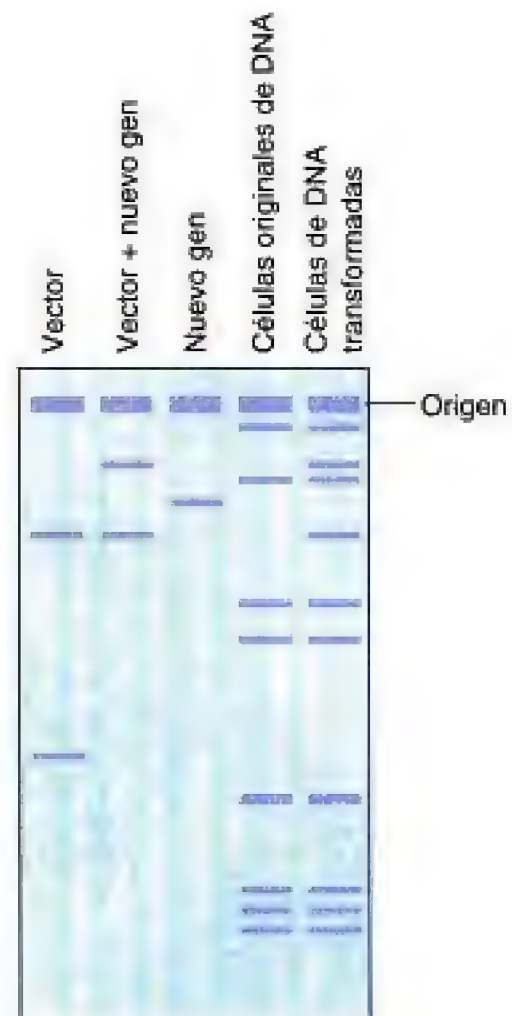 Vector
Vector + nuevo gen
Nuevo gen
Células originales de DNA
Células de DNA
transformadas
Origen